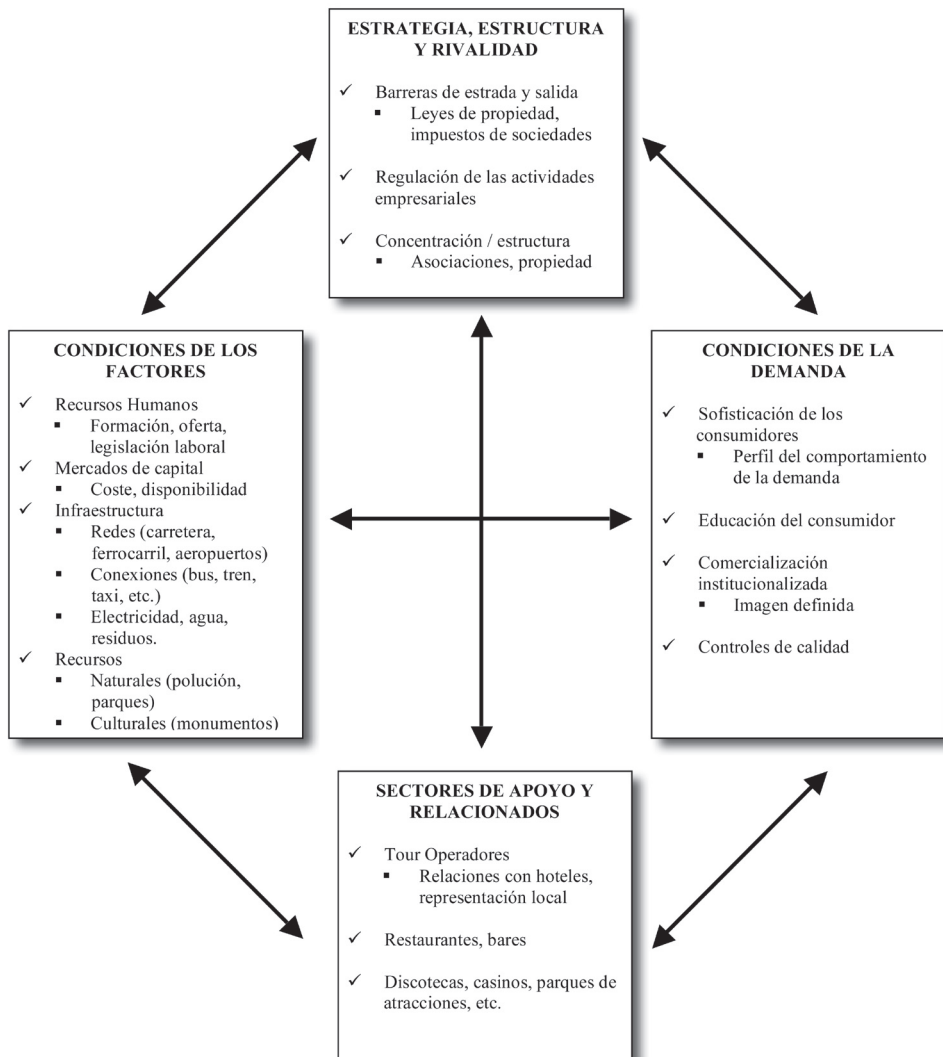 ESTRATEGIA, ESTRUCTURA
Y RIVALIDAD
✓ Barreras de estrada y salida
▪ Leyes de propiedad,
impuestos de sociedades
✓ Regulación de las actividades
empresariales
✓ Concentración / estructura
▪ Asociaciones, propiedad
CONDICIONES DE LOS
FACTORES
✓ Recursos Humanos
▪ Formación, oferta,
legislación laboral
✓ Mercados de capital
▪ Coste, disponibilidad
✓ Infraestructura
▪ Redes (carretera,
ferrocarril, aeropuertos)
▪ Conexiones (bus, tren,
taxi, etc.)
▪ Electricidad, agua,
residuos.
✓ Recursos
▪ Naturales (polución,
parques)
▪ Culturales (monumentos)
CONDICIONES DE LA
DEMANDA
✓ Sofisticación de los
consumidores
▪ Perfil del comportamiento
de la demanda
✓ Educación del consumidor
✓ Comercialización
institucionalizada
▪ Imagen definida
✓ Controles de calidad
SECTORES DE APOYO Y
RELACIONADOS
✓ Tour Operadores
▪ Relaciones con hoteles,
representación local
✓ Restaurantes, bares
✓ Discotecas, casinos, parques de
atracciones, etc.